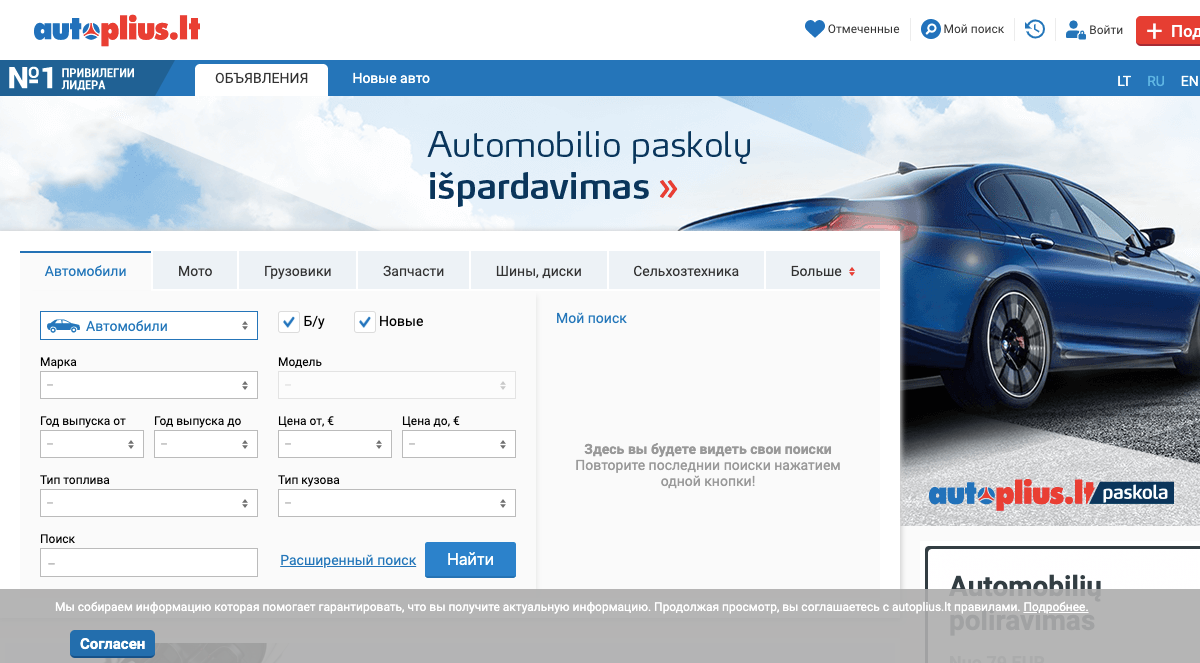 autoplius.lt
Отмеченные
Мой поиск
Войти
+ Под
№1 ПРИВИЛЕГИИ
ЛИДЕРА
ОБЪЯВЛЕНИЯ
Новые авто
LT RU EN
Automobilio paskolų
išpardavimas »
Автомобили
Мото
Грузовики
Запчасти
Шины, диски
Сельхозтехника
Больше
Автомобили
Б/у
Новые
Мой поиск
Марка
Модель
–
–
Год выпуска от
Год выпуска до
Цена от, €
Цена до, €
–
–
–
–
Здесь вы будете видеть свои поиски
Повторите последнии поиски нажатием
одной кнопки!
Тип топлива
Тип кузова
–
–
autoplius.lt paskola
Поиск
–
Расширенный поиск
Найти
Automobilių
poliravimas
Nuo 79 EUR
Мы собираем информацию которая помогает гарантировать, что вы получите актуальную информацию. Продолжая просмотр, вы соглашаетесь с autoplius.lt правилами. Подробнее.
Согласен